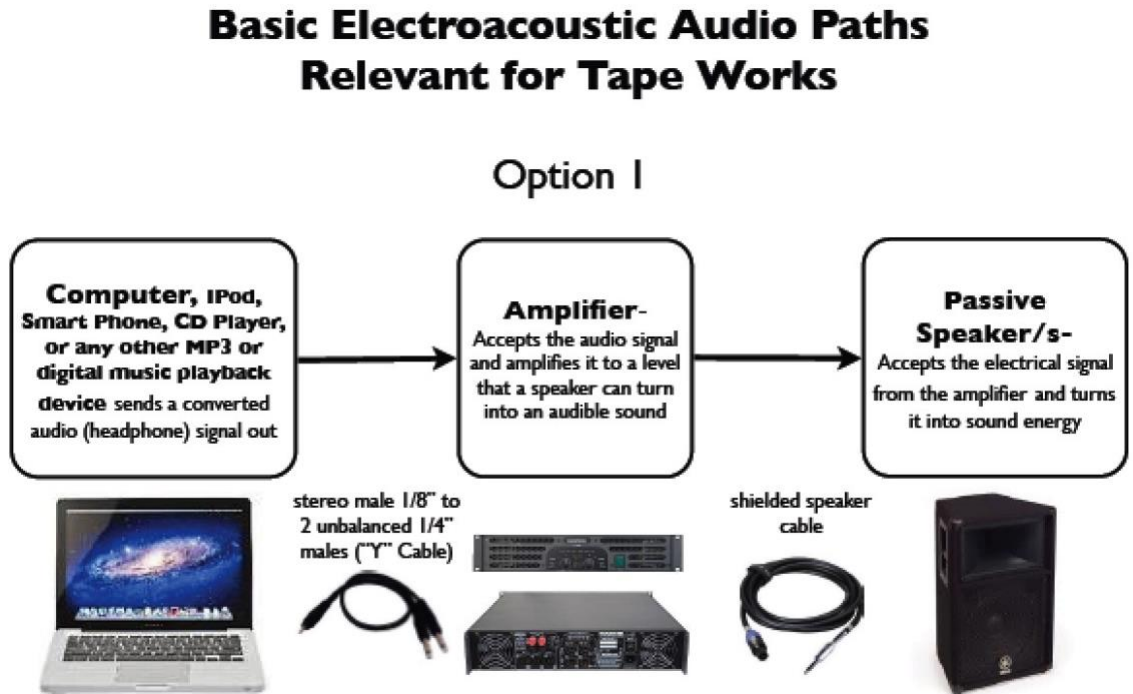 Basic Electroacoustic Audio Paths
Relevant for Tape Works
Option 1
Computer, IPod,
Smart Phone, CD Player,
or any other MP3 or
digital music playback
device sends a converted
audio (headphone) signal out
Amplifier-
Accepts the audio signal
and amplifies it to a level
that a speaker can turn
into an audible sound
Passive
Speaker/s-
Accepts the electrical signal
from the amplifier and turns
it into sound energy
stereo male 1/8" to
2 unbalanced 1/4"
males ("Y" Cable)
shielded speaker
cable